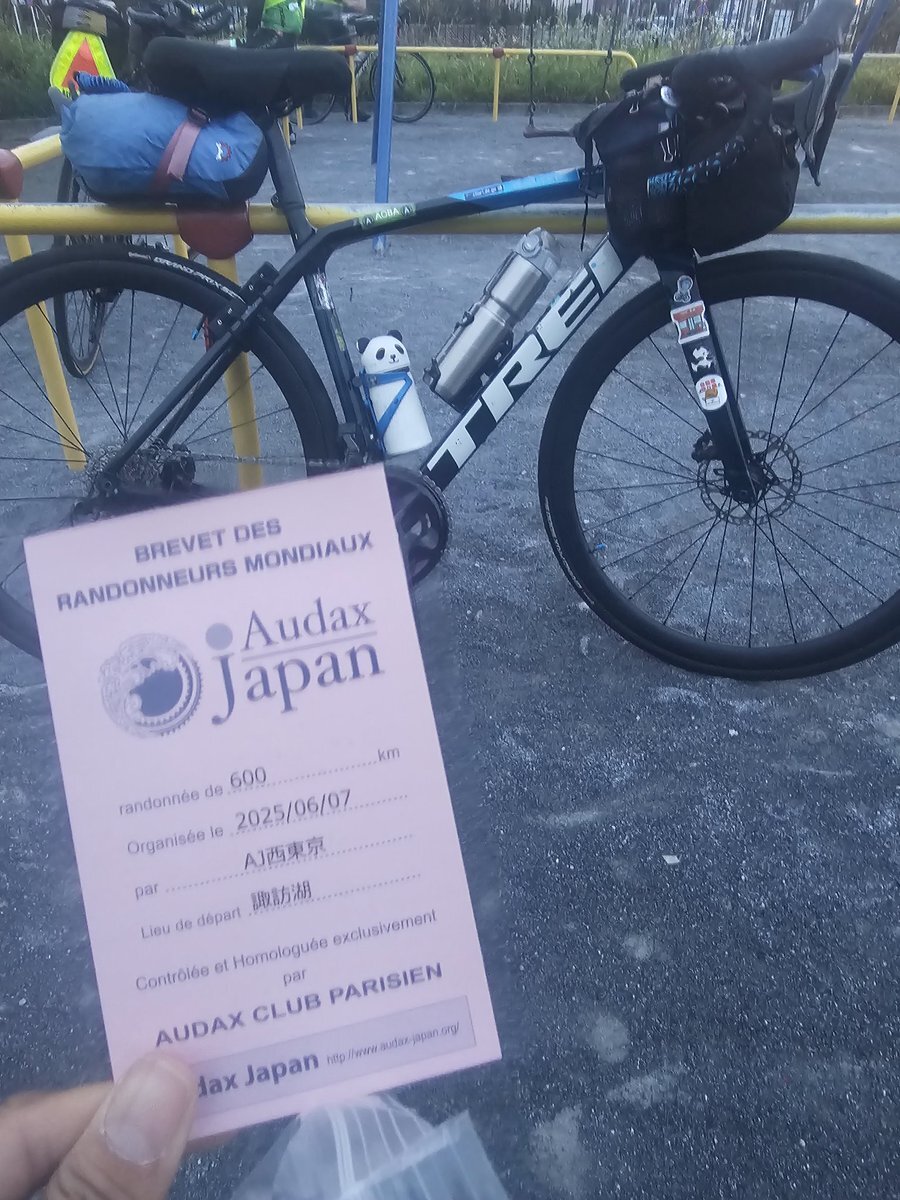 AOBA
TRE
BREVET DES
RANDONNEURS MONDIAUX
Audax
Japan
randonnée de 600 km
Organisée le 2025/06/07
par AJ西東京
Lieu de départ 諏訪湖
Contrôlée et Homologuée exclusivement
par
AUDAX CLUB PARISIEN
dax Japan http://www.audax-japan.org/